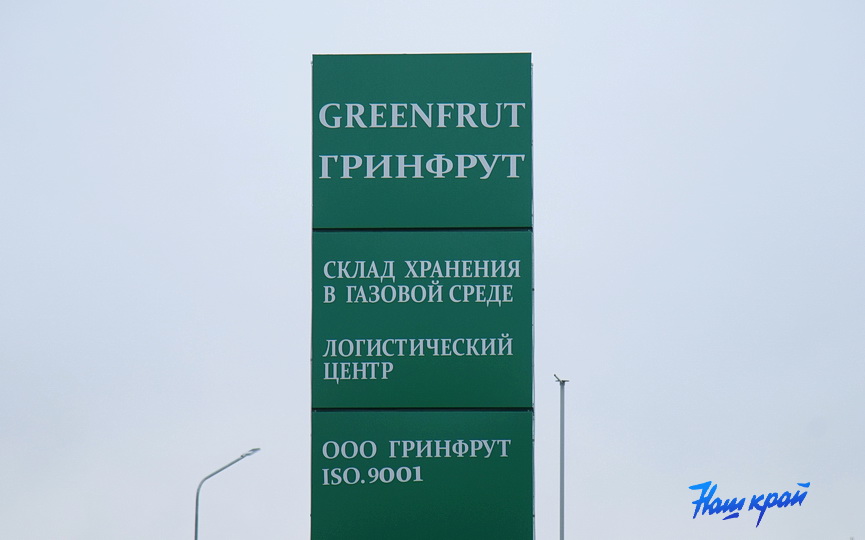 GREENFRUT
ГРИНФРУТ
СКЛАД ХРАНЕНИЯ
В ГАЗОВОЙ СРЕДЕ
ЛОГИСТИЧЕСКИЙ
ЦЕНТР
ООО ГРИНФРУТ
ISO.9001
Наш край